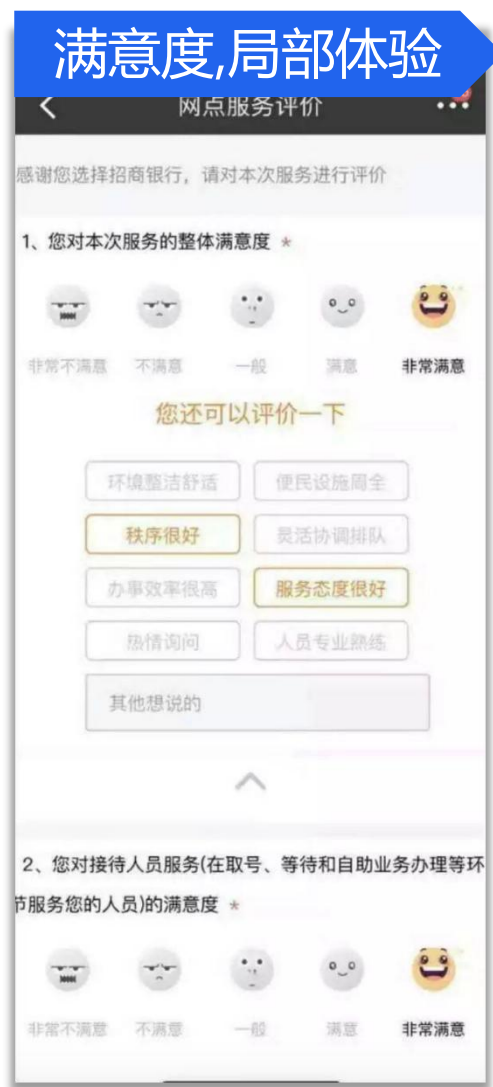 满意度,局部体验
网点服务评价
感谢您选择招商银行，请对本次服务进行评价
1、您对本次服务的整体满意度 *
非常不满意 不满意 一般 满意 非常满意
您还可以评价一下
环境整洁舒适 便民设施周全
秩序很好 灵活协调排队
办事效率很高 服务态度很好
热情询问 人员专业熟练
其他想说的
2、您对接待人员服务(在取号、等待和自助业务办理等环
节服务您的人员)的满意度 *
非常不满意 不满意 一般 满意 非常满意